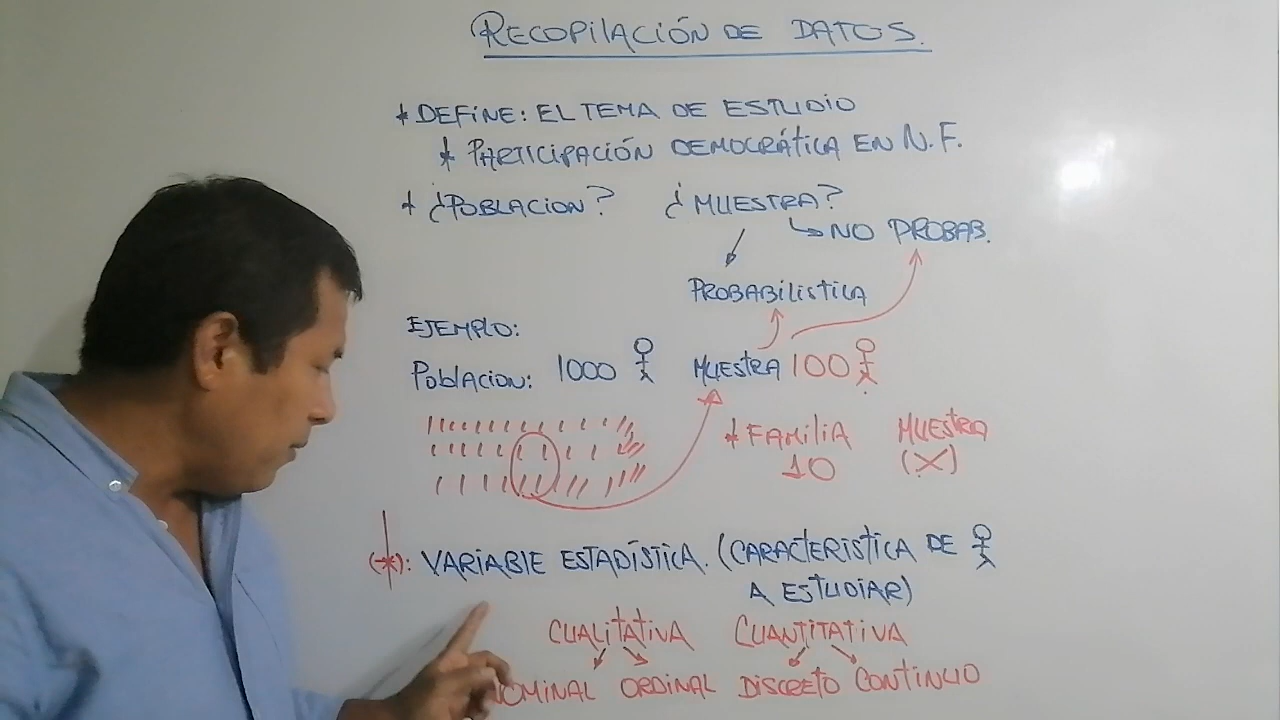 RECOPILACIÓN DE DATOS.
* DEFINE: EL TEMA DE ESTUDIO
* PARTICIPACIÓN DEMOCRÁTICA EN N.F.
* ¿POBLACION? ¿MUESTRA?
NO PROBAB.
PROBABILISTICA
EJEMPLO:
POBLACION: 1000 MUESTRA 100
* FAMILIA MUESTRA
10 (X)
(*): VARIABLE ESTADÍSTICA. (CARACTERISTICA DE
A ESTUDIAR)
CUALITATIVA CUANTITATIVA
NOMINAL ORDINAL DISCRETO CONTINUO